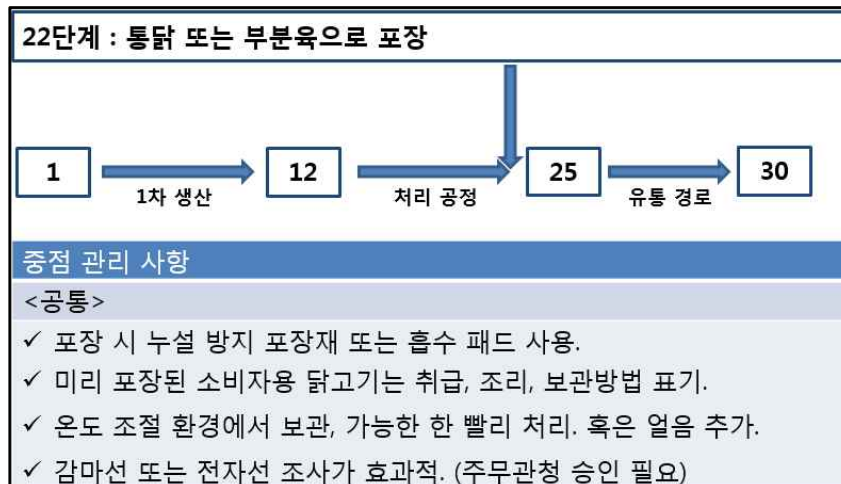 22단계 : 통닭 또는 부분육으로 포장
1
1차 생산
12
처리 공정
25
유통 경로
30
중점 관리 사항
<공통>
✓ 포장 시 누설 방지 포장재 또는 흡수 패드 사용.
✓ 미리 포장된 소비자용 닭고기는 취급, 조리, 보관방법 표기.
✓ 온도 조절 환경에서 보관, 가능한 한 빨리 처리. 혹은 얼음 추가.
✓ 감마선 또는 전자선 조사가 효과적. (주무관청 승인 필요)